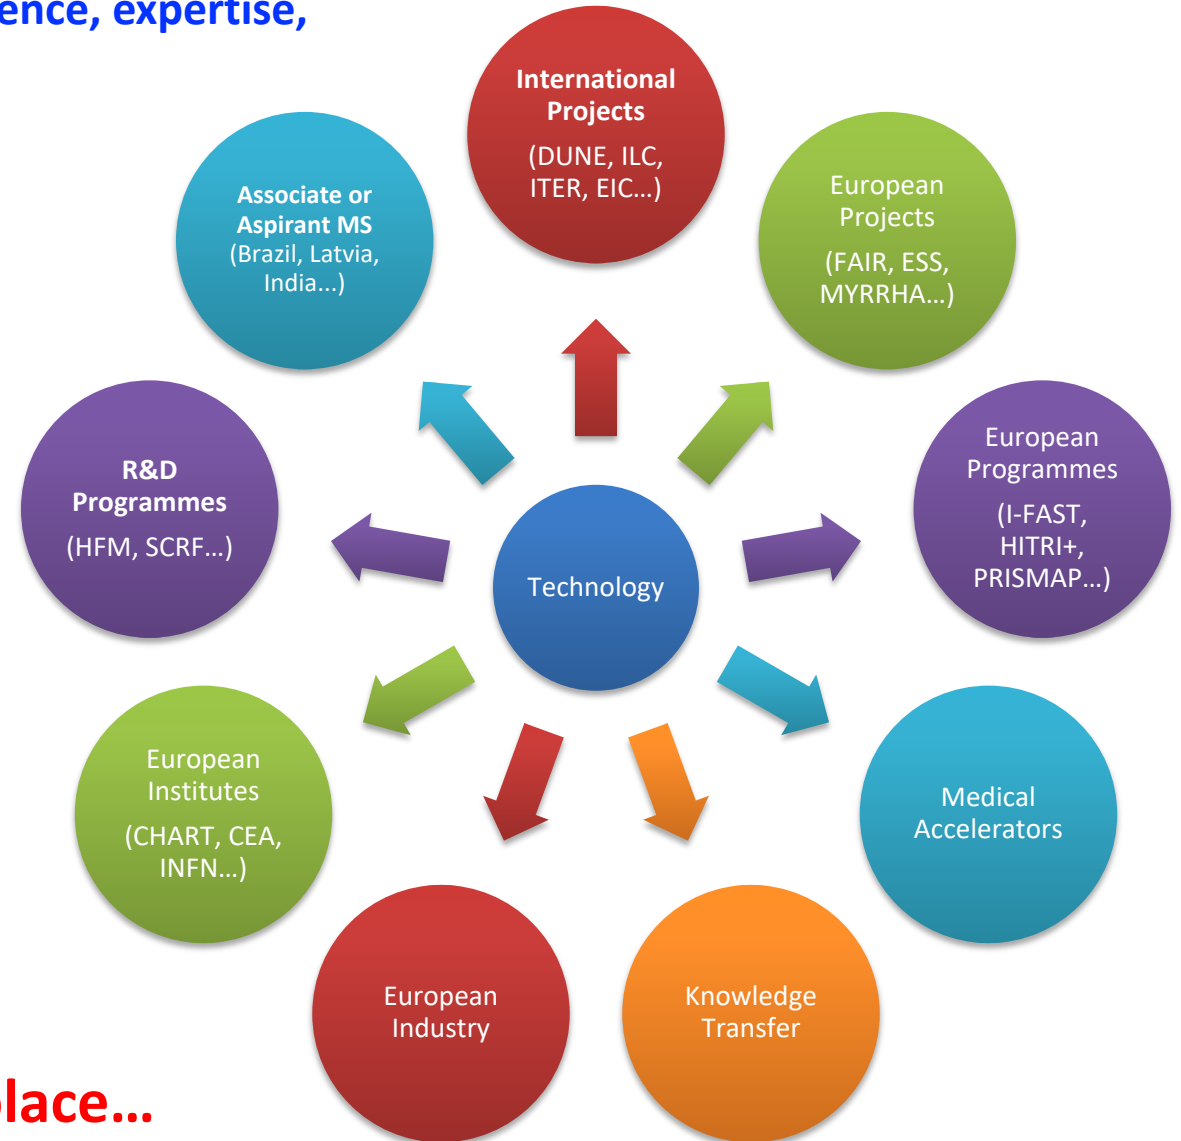 ence, expertise,
International
Projects
(DUNE, ILC,
ITER, EIC...)
European
Projects
(FAIR, ESS,
MYRRHA...)
European
Programmes
(I-FAST,
HITRI+,
PRISMAP...)
Medical
Accelerators
Knowledge
Transfer
European
Industry
European
Institutes
(CHART, CEA,
INFN...)
R&D
Programmes
(HFM, SCRF...)
Associate or
Aspirant MS
(Brazil, Latvia,
India...)
Technology
place...